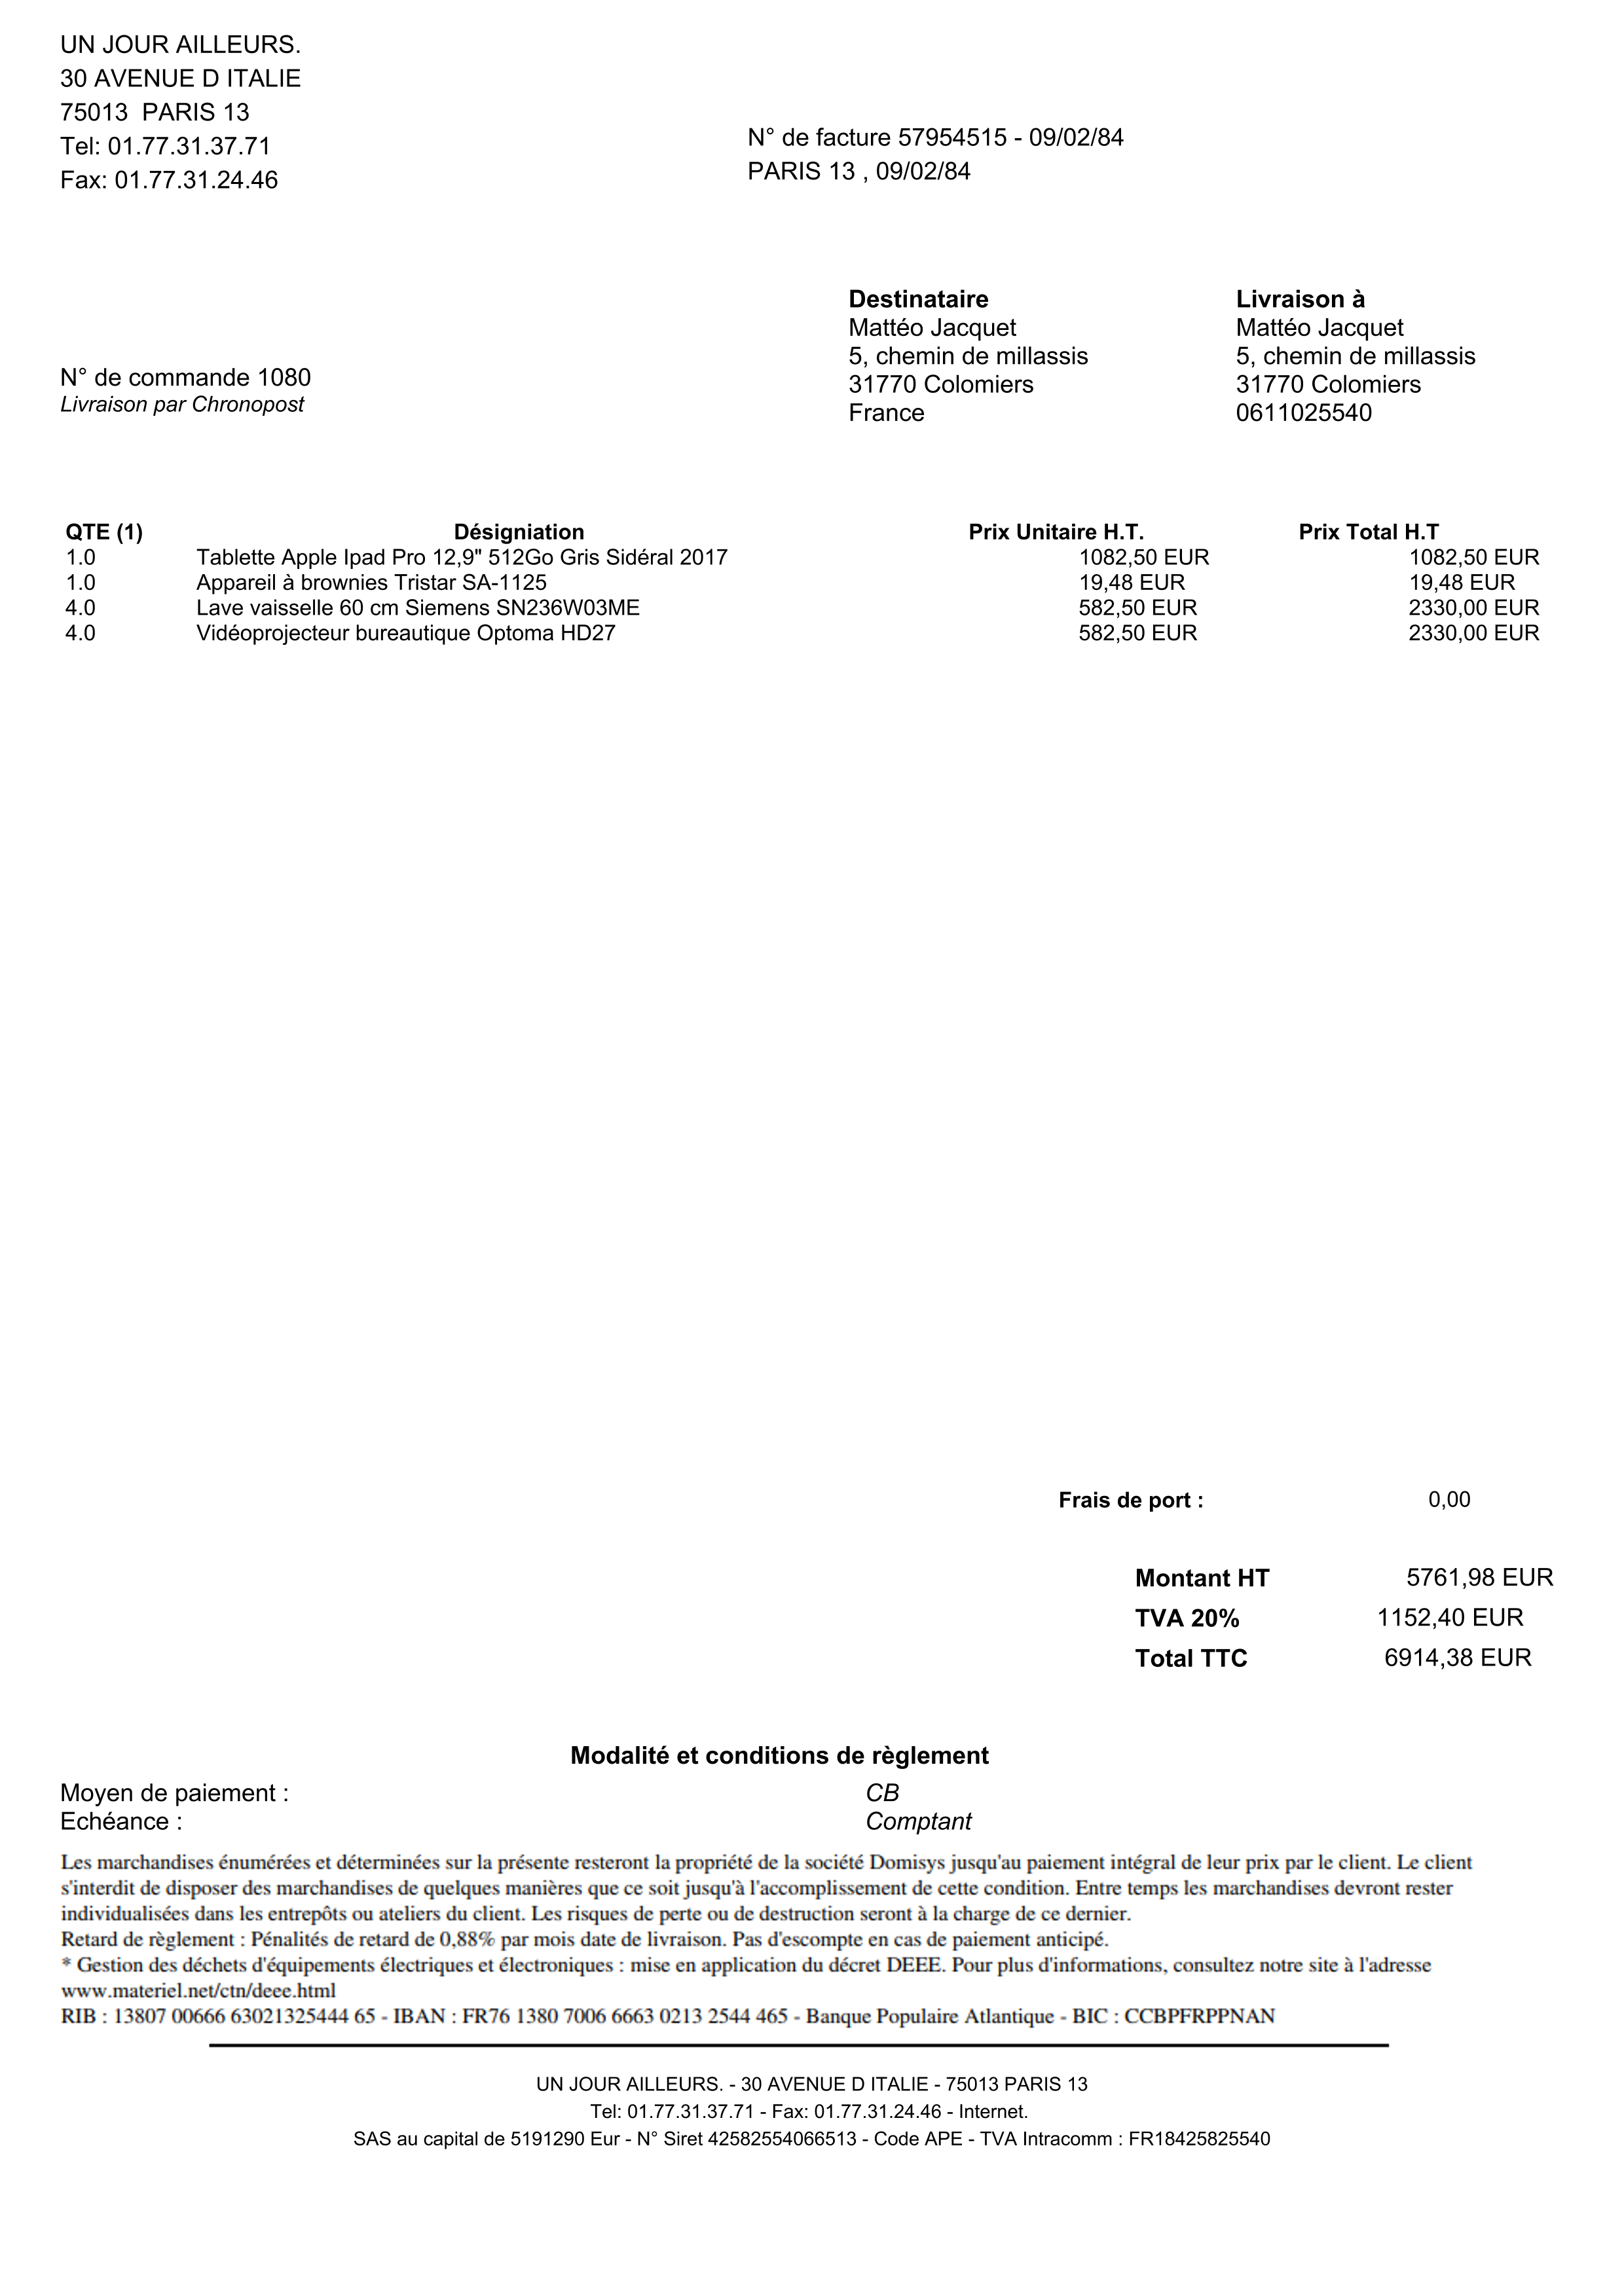 UN JOUR AILLEURS.
30 AVENUE D ITALIE
75013  PARIS 13
Tel: 01.77.31.37.71
Fax: 01.77.31.24.46
N° de facture 57954515 - 09/02/84
PARIS 13 , 09/02/84
N° de commande 1080
Livraison par Chronopost
Destinataire
Mattéo Jacquet
5, chemin de millassis
31770 Colomiers
France
Livraison à
Mattéo Jacquet
5, chemin de millassis
31770 Colomiers
0611025540
QTE (1) Désigniation Prix Unitaire H.T. Prix Total H.T
1.0 Tablette Apple Ipad Pro 12,9" 512Go Gris Sidéral 2017 1082,50 EUR 1082,50 EUR
1.0 Appareil à brownies Tristar SA-1125 19,48 EUR 19,48 EUR
4.0 Lave vaisselle 60 cm Siemens SN236W03ME 582,50 EUR 2330,00 EUR
4.0 Vidéoprojecteur bureautique Optoma HD27 582,50 EUR 2330,00 EUR
Frais de port : 0,00
Montant HT 5761,98 EUR
TVA 20% 1152,40 EUR
Total TTC 6914,38 EUR
Modalité et conditions de règlement
Moyen de paiement : CB
Echéance : Comptant
Les marchandises énumérées et déterminées sur la présente resteront la propriété de la société Domisys jusqu'au paiement intégral de leur prix par le client. Le client
s'interdit de disposer des marchandises de quelques manières que ce soit jusqu'à l'accomplissement de cette condition. Entre temps les marchandises devront rester
individualisées dans les entrepôts ou ateliers du client. Les risques de perte ou de destruction seront à la charge de ce dernier.
Retard de règlement : Pénalités de retard de 0,88% par mois date de livraison. Pas d'escompte en cas de paiement anticipé.
* Gestion des déchets d'équipements électriques et électroniques : mise en application du décret DEEE. Pour plus d'informations, consultez notre site à l'adresse
www.materiel.net/ctn/deee.html
RIB : 13807 00666 63021325444 65 - IBAN : FR76 1380 7006 6663 0213 2544 465 - Banque Populaire Atlantique - BIC : CCBPFRPPNAN
UN JOUR AILLEURS. - 30 AVENUE D ITALIE - 75013 PARIS 13
Tel: 01.77.31.37.71 - Fax: 01.77.31.24.46 - Internet.
SAS au capital de 5191290 Eur - N° Siret 42582554066513 - Code APE - TVA Intracomm : FR18425825540